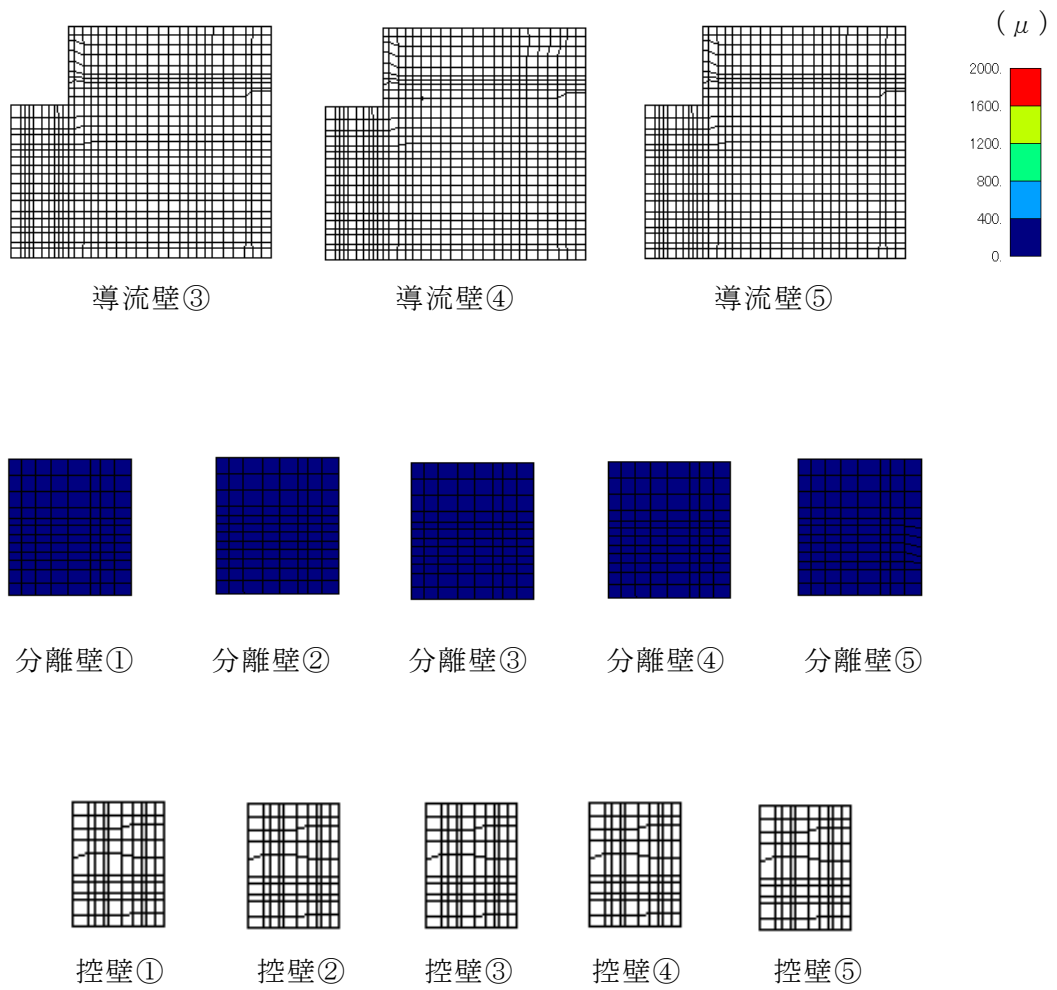 (μ)
2000.
1600.
1200.
800.
400.
0.
導流壁③ 導流壁④ 導流壁⑤
分離壁① 分離壁② 分離壁③ 分離壁④ 分離壁⑤
控壁① 控壁② 控壁③ 控壁④ 控壁⑤